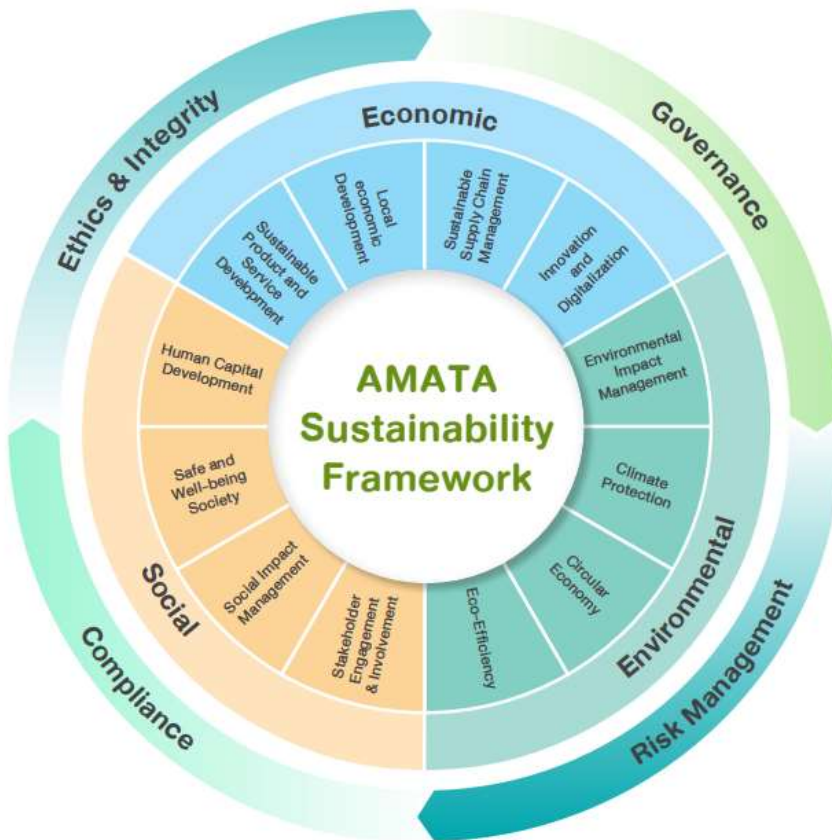 Ethics & Integrity
Governance
Risk Management
Compliance
Economic
Sustainable
Product and
Service
Development
Local
economic
Development
Sustainable
Supply Chain
Management
Innovation
and
Digitalization
Environmental
Environmental
Impact
Management
Climate
Protection
Circular
Economy
Eco-Efficiency
Social
Human Capital
Development
Safe and
Well-being
Society
Social Impact
Management
Stakeholder
Engagement
& Involvement
AMATA
Sustainability
Framework